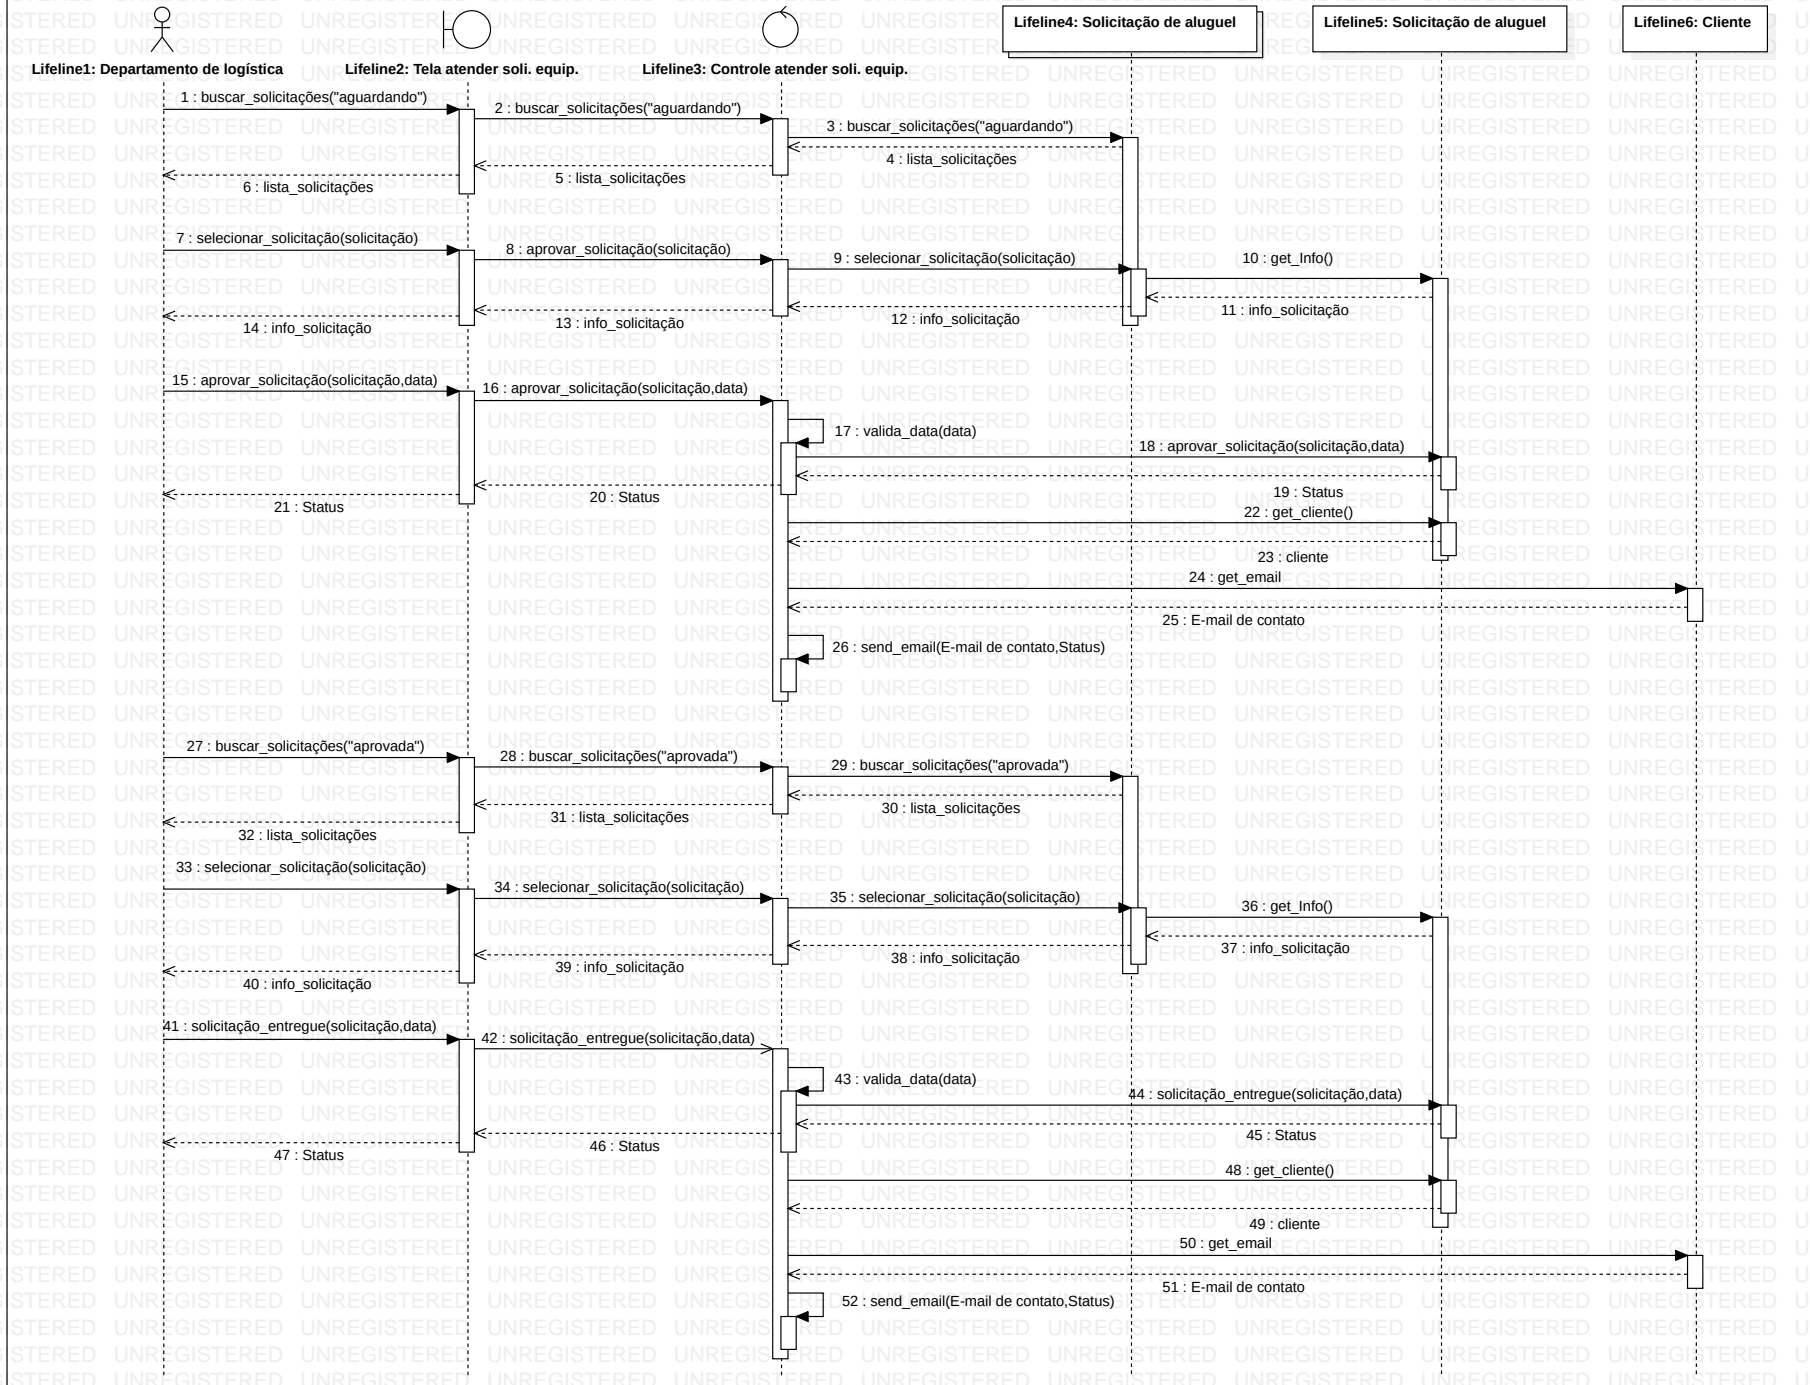 Lifeline1: Departamento de logística
Lifeline2: Tela atender soli. equip.
Lifeline3: Controle atender soli. equip.
Lifeline4: Solicitação de aluguel
Lifeline5: Solicitação de aluguel
Lifeline6: Cliente
1 : buscar_solicitações("aguardando")
2 : buscar_solicitações("aguardando")
3 : buscar_solicitações("aguardando")
4 : lista_solicitações
5 : lista_solicitações
6 : lista_solicitações
7 : selecionar_solicitação(solicitação)
8 : aprovar_solicitação(solicitação)
9 : selecionar_solicitação(solicitação)
10 : get_Info()
11 : info_solicitação
12 : info_solicitação
13 : info_solicitação
14 : info_solicitação
15 : aprovar_solicitação(solicitação,data)
16 : aprovar_solicitação(solicitação,data)
17 : valida_data(data)
18 : aprovar_solicitação(solicitação,data)
19 : Status
20 : Status
21 : Status
22 : get_cliente()
23 : cliente
24 : get_email
25 : E-mail de contato
26 : send_email(E-mail de contato,Status)
27 : buscar_solicitações("aprovada")
28 : buscar_solicitações("aprovada")
29 : buscar_solicitações("aprovada")
30 : lista_solicitações
31 : lista_solicitações
32 : lista_solicitações
33 : selecionar_solicitação(solicitação)
34 : selecionar_solicitação(solicitação)
35 : selecionar_solicitação(solicitação)
36 : get_Info()
37 : info_solicitação
38 : info_solicitação
39 : info_solicitação
40 : info_solicitação
41 : solicitação_entregue(solicitação,data)
42 : solicitação_entregue(solicitação,data)
43 : valida_data(data)
44 : solicitação_entregue(solicitação,data)
45 : Status
46 : Status
47 : Status
48 : get_cliente()
49 : cliente
50 : get_email
51 : E-mail de contato
52 : send_email(E-mail de contato,Status)
UNREGISTERED